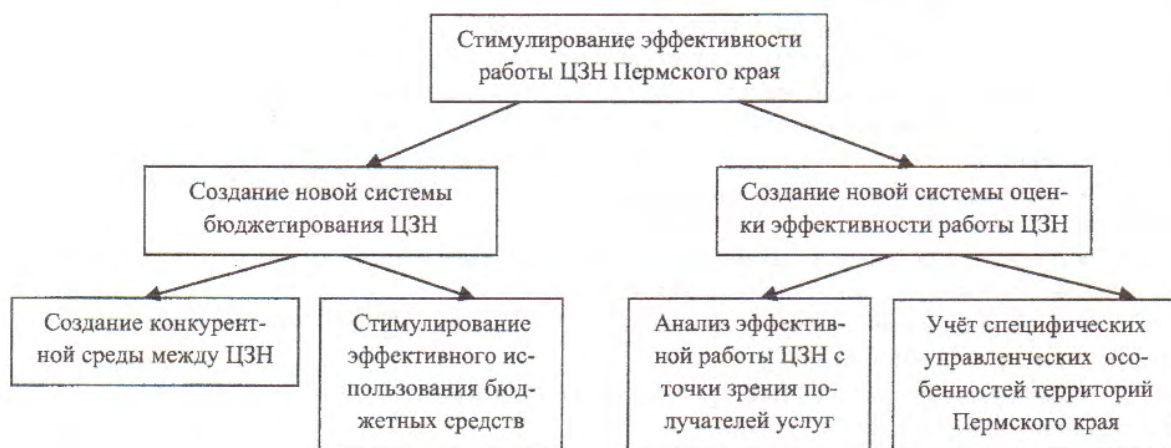 Стимулирование эффективности
работы ЦЗН Пермского края
Создание новой системы
бюджетирования ЦЗН
Создание новой системы оцен-
ки эффективности работы ЦЗН
Создание конкурент-
ной среды между ЦЗН
Стимулирование
эффективного ис-
пользования бюд-
жетных средств
Анализ эффектив-
ной работы ЦЗН с
точки зрения по-
лучателей услуг
Учёт специфических
управленческих осо-
бенностей территорий
Пермского края